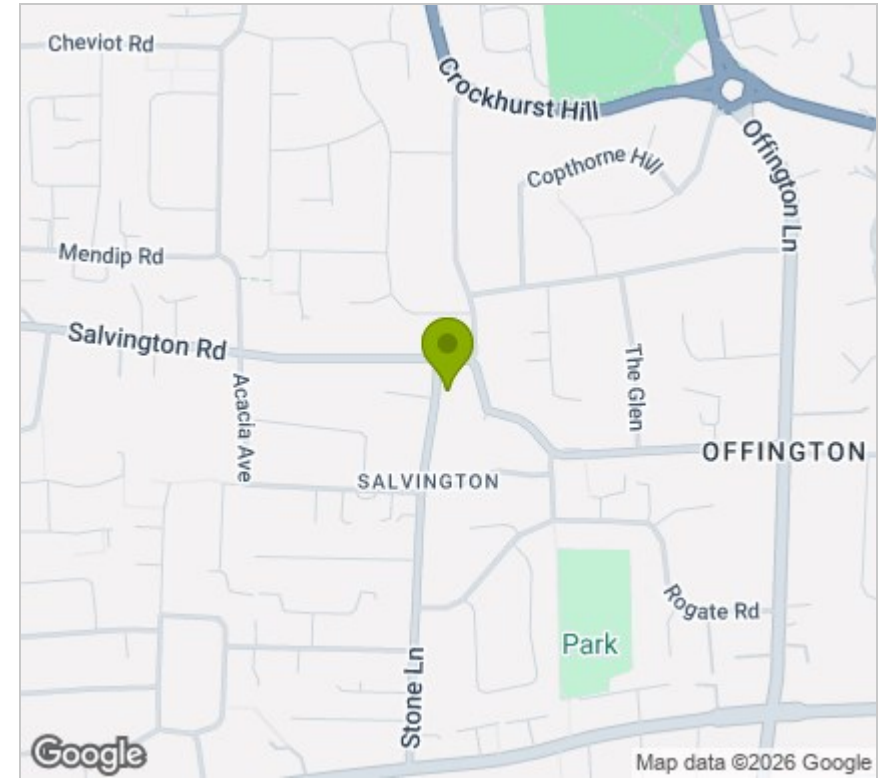 Cheviot Rd
Crockhurst Hill
Offington Ln
Copthorne Hill
Mendip Rd
Salvington Rd
The Glen
Acacia Ave
OFFINGTON
SALVINGTON
Rogate Rd
Park
Stone Ln
Google
Map data ©2026 Google